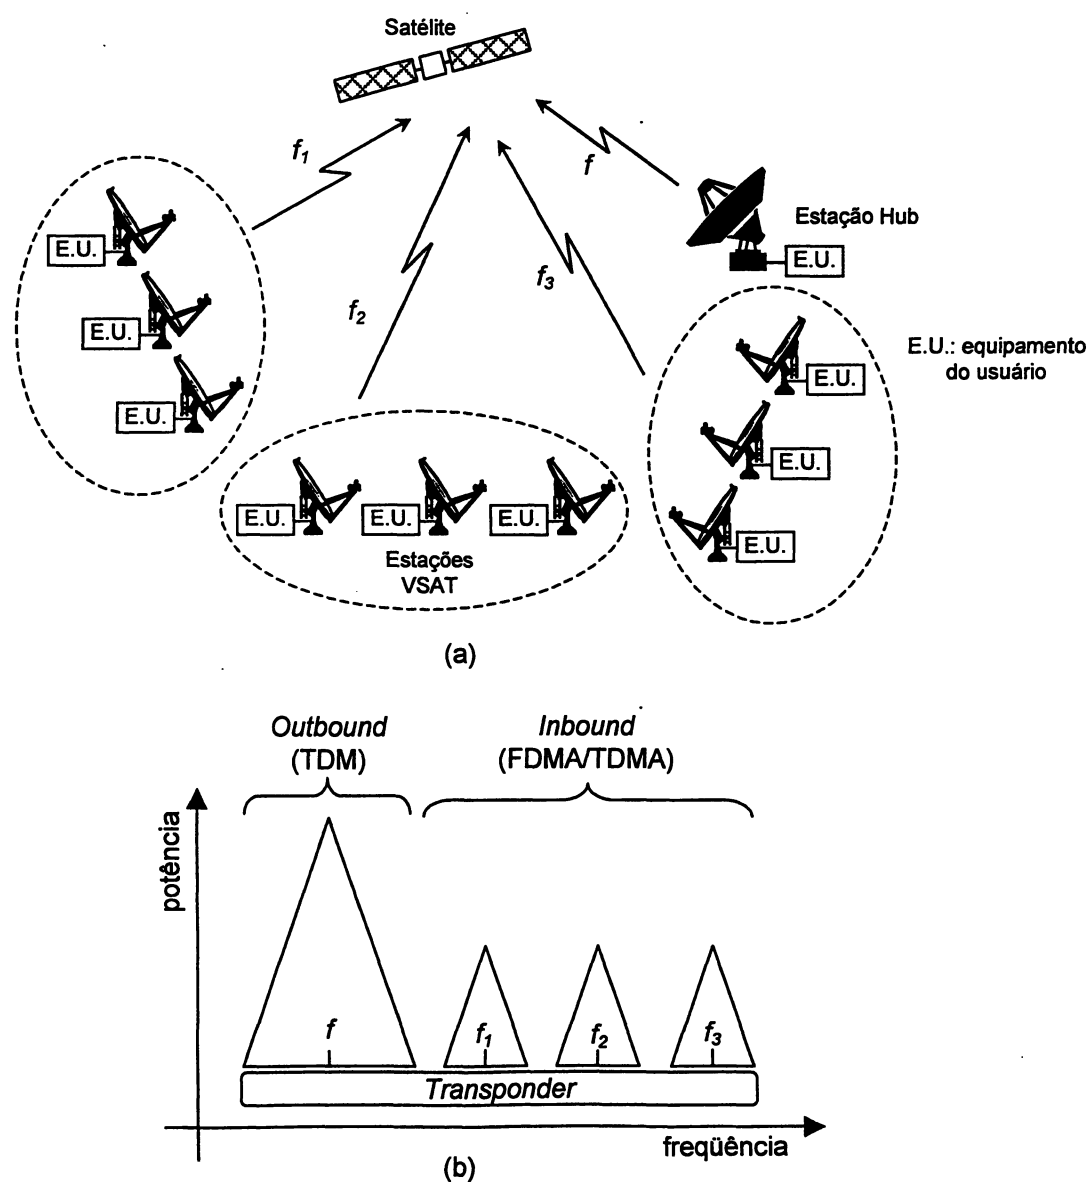 Satélite
f1
f
Estação Hub
E.U.
E.U.
f2
f3
E.U.
E.U.: equipamento
do usuário
E.U.
E.U.
E.U.
E.U.
E.U.
E.U.
E.U.
Estações
VSAT
E.U.
(a)
Outbound
(TDM)
Inbound
(FDMA/TDMA)
potência
f
f1
f2
f3
Transponder
freqüência
(b)